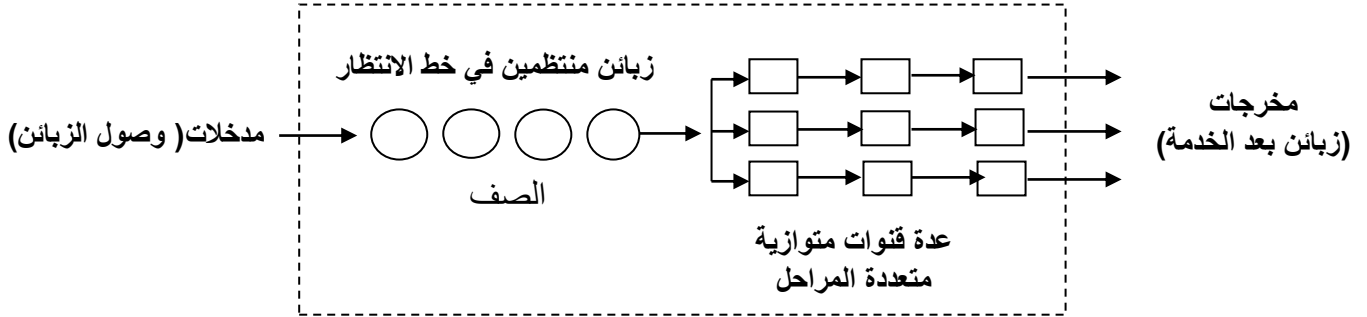 زبائن منتظمين في خط الانتظار
مخرجات
(زبائن بعد الخدمة)
مدخلات( وصول الزبائن)
الصف
عدة قنوات متوازية
متعددة المراحل